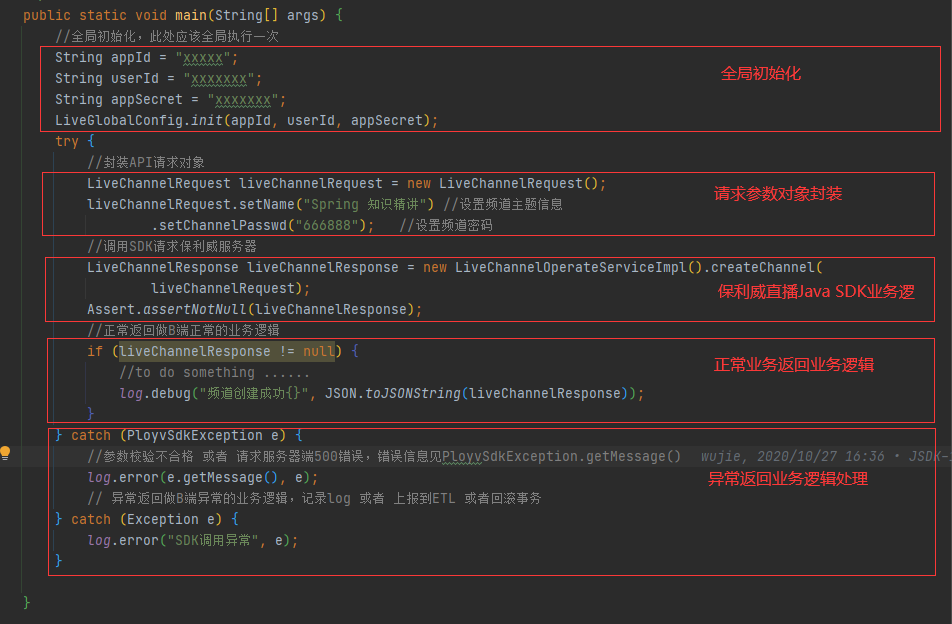 public static void main(String[] args) {
//全局初始化，此处应该全局执行一次
String appId = "xxxxx";
String userId = "xxxxxxx";
全局初始化
String appSecret = "xxxxxxx";
LiveGlobalConfig.init(appId, userId, appSecret);
try {
//封装API请求对象
LiveChannelRequest liveChannelRequest = new LiveChannelRequest();
请求参数对象封装
liveChannelRequest.setName("Spring 知识精讲") //设置频道主题信息
.setChannelPasswd("666888"); //设置频道密码
//调用SDK请求保利威服务器
LiveChannelResponse liveChannelResponse = new LiveChannelOperateServiceImpl().createChannel(
liveChannelRequest);
保利威直播Java SDK业务逻
Assert.assertNotNull(liveChannelResponse);
//正常返回做B端正常的业务逻辑
if (liveChannelResponse != null) {
正常业务返回业务逻辑
//to do something ......
log.debug("频道创建成功{}", JSON.toJSONString(liveChannelResponse));
}
} catch (PloyvSdkException e) {
//参数校验不合格 或者 请求服务器端500错误，错误信息见PloyvSdkException.getMessage() wujie, 2020/10/27 16:36 • JSDK-
log.error(e.getMessage(), e);
异常返回业务逻辑处理
// 异常返回做B端异常的业务逻辑，记录log 或者 上报到ETL 或者回滚事务
} catch (Exception e) {
log.error("SDK调用异常", e);
}
}